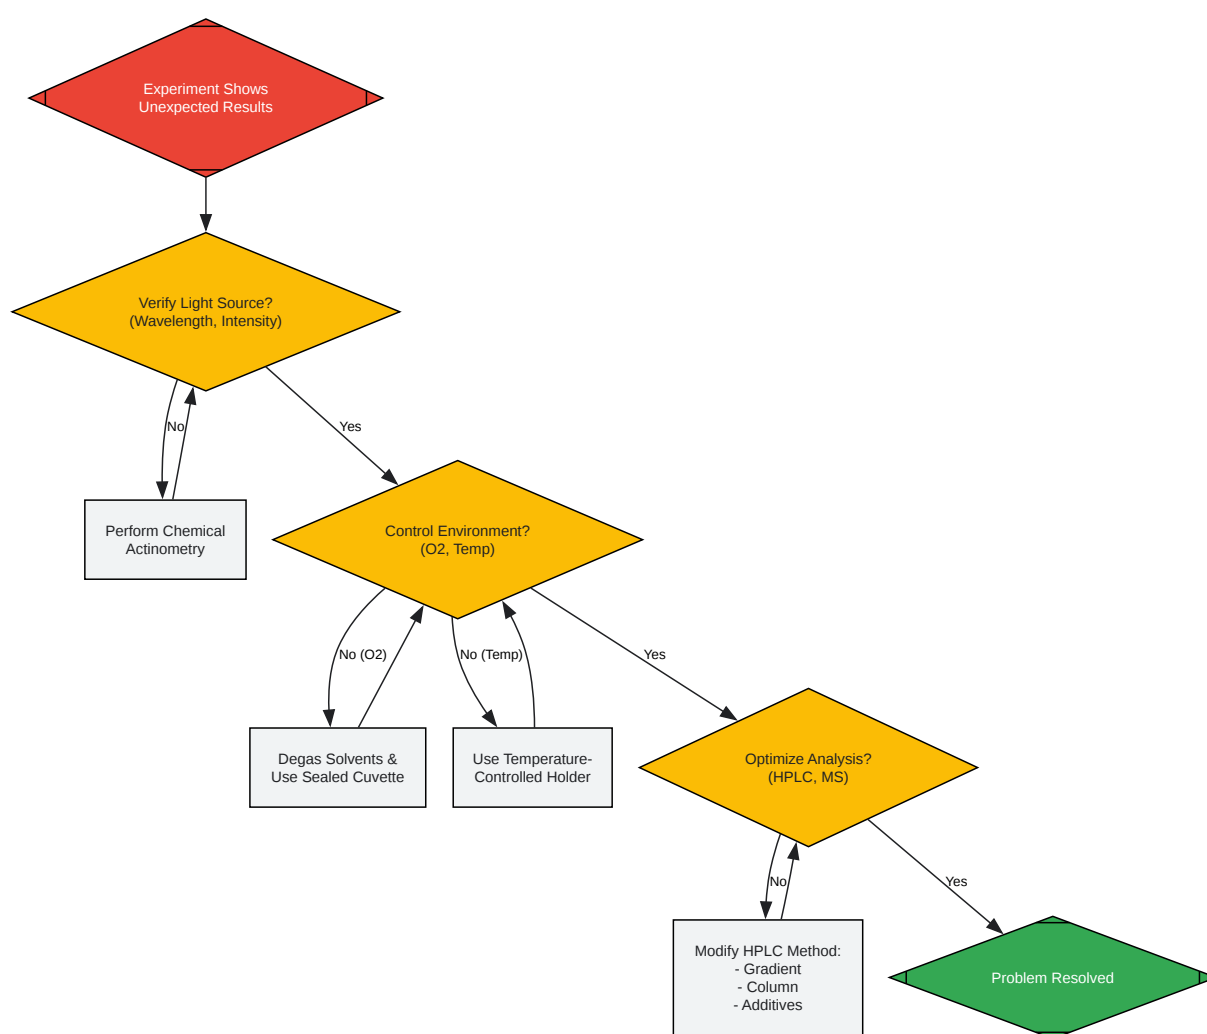 Experiment Shows
Unexpected Results
Verify Light Source?
(Wavelength, Intensity)
No
Yes
Perform Chemical
Actinometry
Control Environment?
(O2, Temp)
No (O2)
No (Temp)
Yes
Degas Solvents &
Use Sealed Cuvette
Use Temperature-
Controlled Holder
Optimize Analysis?
(HPLC, MS)
No
Yes
Modify HPLC Method:
- Gradient
- Column
- Additives
Problem Resolved